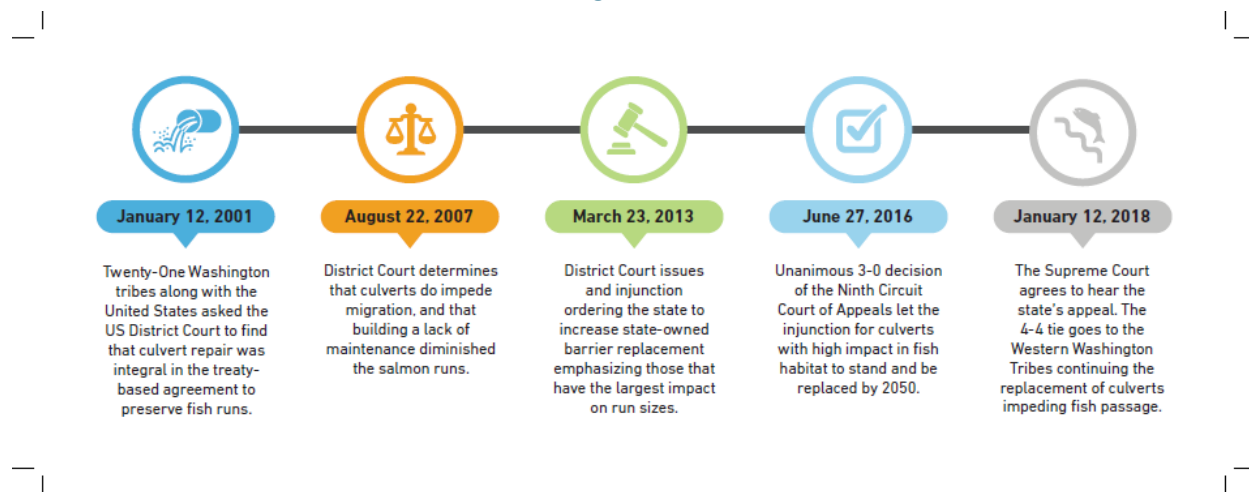 January 12, 2001
Twenty-One Washington
tribes along with the
United States asked the
US District Court to find
that culvert repair was
integral in the treaty-
based agreement to
preserve fish runs.
August 22, 2007
District Court determines
that culverts do impede
migration, and that
building a lack of
maintenance diminished
the salmon runs.
March 23, 2013
District Court issues
and injunction
ordering the state to
increase state-owned
barrier replacement
emphasizing those that
have the largest impact
on run sizes.
June 27, 2016
Unanimous 3-0 decision
of the Ninth Circuit
Court of Appeals let the
injunction for culverts
with high impact in fish
habitat to stand and be
replaced by 2050.
January 12, 2018
The Supreme Court
agrees to hear the
state's appeal. The
4-4 tie goes to the
Western Washington
Tribes continuing the
replacement of culverts
impeding fish passage.